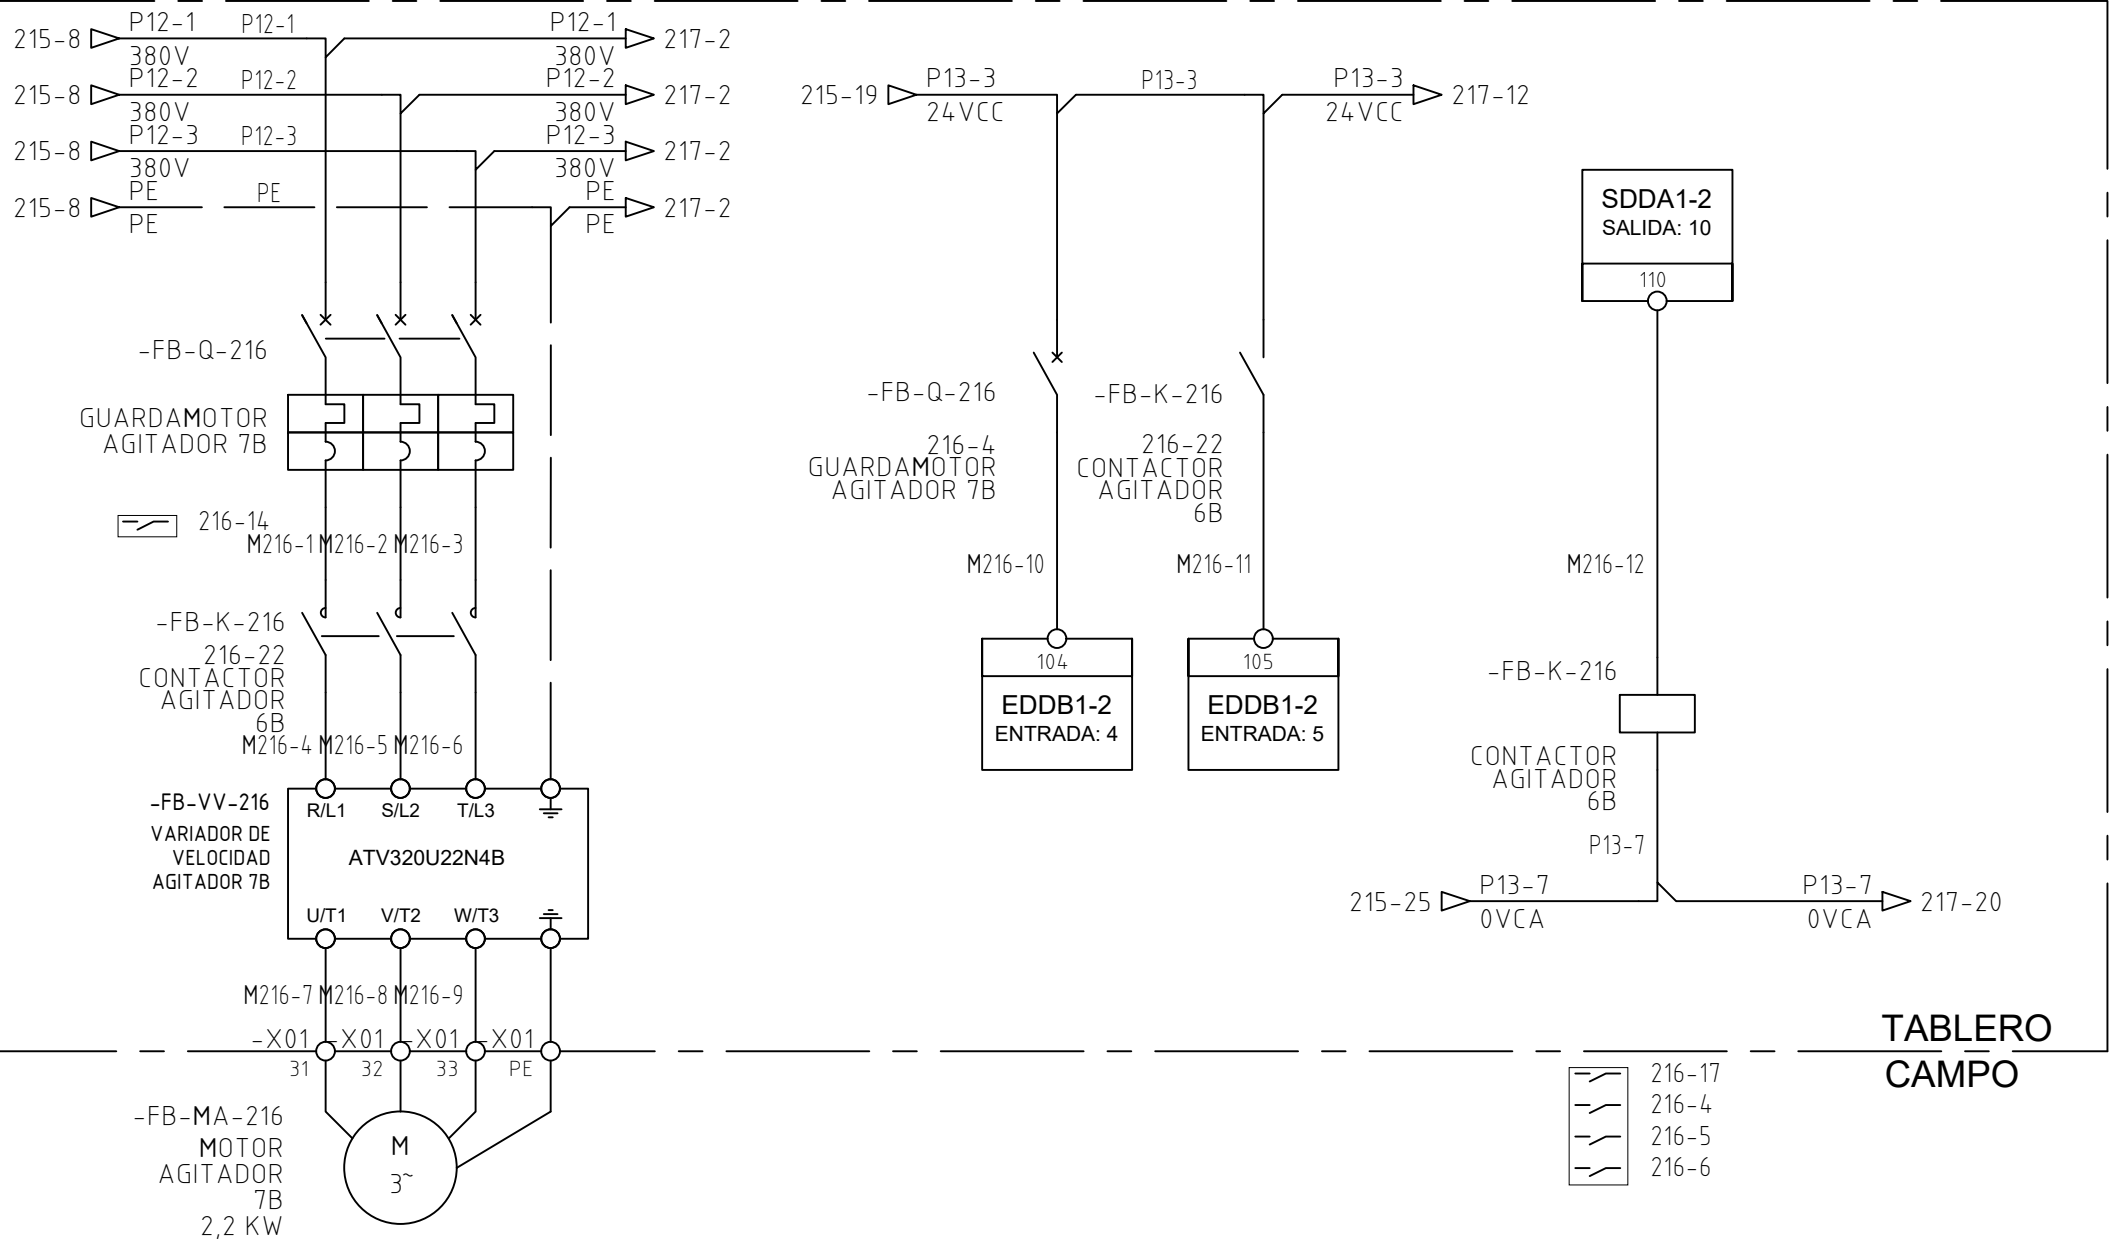 215-8 P12-1 P12-1 P12-1 217-2
380V 380V
215-8 P12-2 P12-2 P12-2 217-2
380V 380V
215-8 P12-3 P12-3 P12-3 217-2
380V 380V
215-8 PE PE PE 217-2
PE PE
-FB-Q-216
GUARDAMOTOR
AGITADOR 7B
216-14
M216-1 M216-2 M216-3
-FB-K-216
216-22
CONTACTOR
AGITADOR
6B
M216-4 M216-5 M216-6
-FB-VV-216
VARIADOR DE
VELOCIDAD
AGITADOR 7B
R/L1 S/L2 T/L3
ATV320U22N4B
U/T1 V/T2 W/T3
M216-7 M216-8 M216-9
-X01 -X01 -X01 -X01
31 32 33 PE
-FB-MA-216
MOTOR
AGITADOR
7B
2,2 KW
M
3~
215-19 P13-3 P13-3 P13-3 217-12
24VCC 24VCC
-FB-Q-216
216-4
GUARDAMOTOR
AGITADOR 7B
M216-10
104
EDDB1-2
ENTRADA: 4
-FB-K-216
216-22
CONTACTOR
AGITADOR
6B
M216-11
105
EDDB1-2
ENTRADA: 5
SDDA1-2
SALIDA: 10
110
M216-12
-FB-K-216
CONTACTOR
AGITADOR
6B
P13-7
215-25 P13-7 P13-7 217-20
0VCA 0VCA
TABLERO
CAMPO
216-17
216-4
216-5
216-6